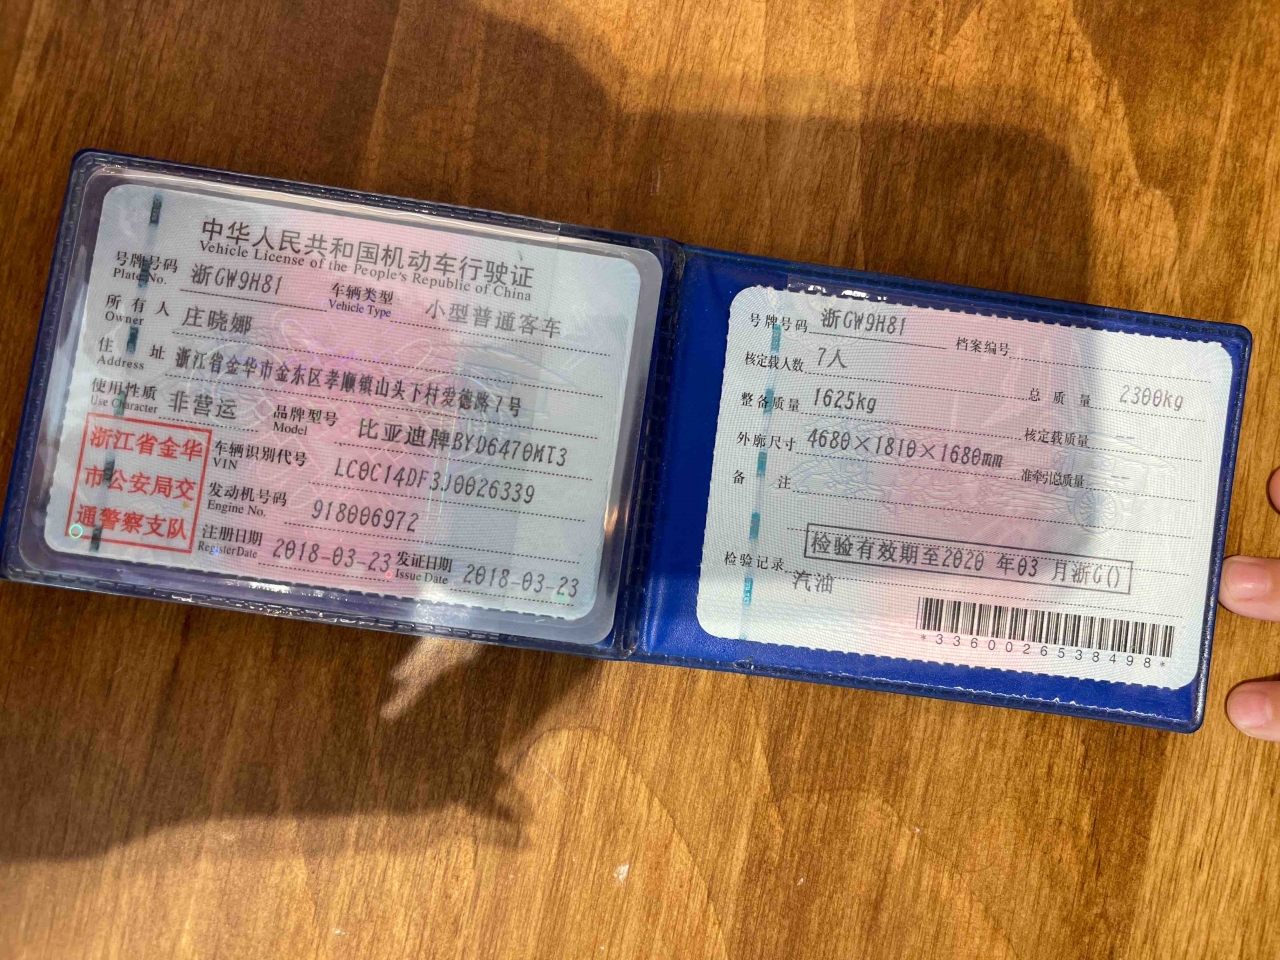 中华人民共和国机动车行驶证
Vehicle License of the People's Republic of China
号牌号码 浙GW9H81 车辆类型 小型普通客车
Plate No. Vehicle Type
所有人 庄晓娜
Owner
住址 浙江省金华市金东区孝顺镇山头下村爱德路7号
Address
使用性质 非营运 品牌型号 比亚迪牌BYD6470MT3
Use Character Model
浙江省金华
市公安局交
通警察支队
车辆识别代号 LC0C14DF3J0026339
VIN
发动机号码 918006972
Engine No.
注册日期 2018-03-23 发证日期 2018-03-23
Register Date Issue Date
号牌号码 浙GW9H81 档案编号
核定载人数 7人 总质量 2300kg
整备质量 1625kg 核定载质量 --
外廓尺寸 4680×1810×1680mm 准牵引总质量 --
备注
检验有效期至2020 年03 月浙G()
检验记录
汽油
*3360026538498*